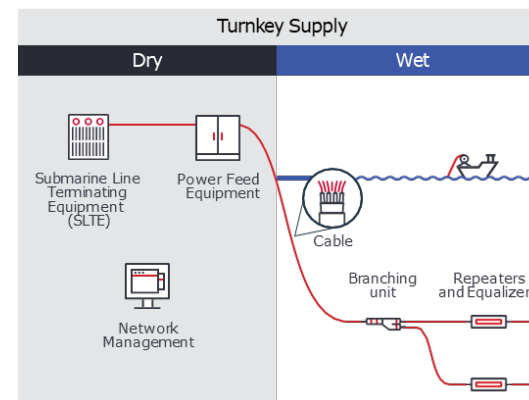 Turnkey Supply
Dry
Wet
Submarine Line
Terminating
Equipment
(SLTE)
Power Feed
Equipment
Cable
Branching
unit
Repeaters
and Equalizer
Network
Management